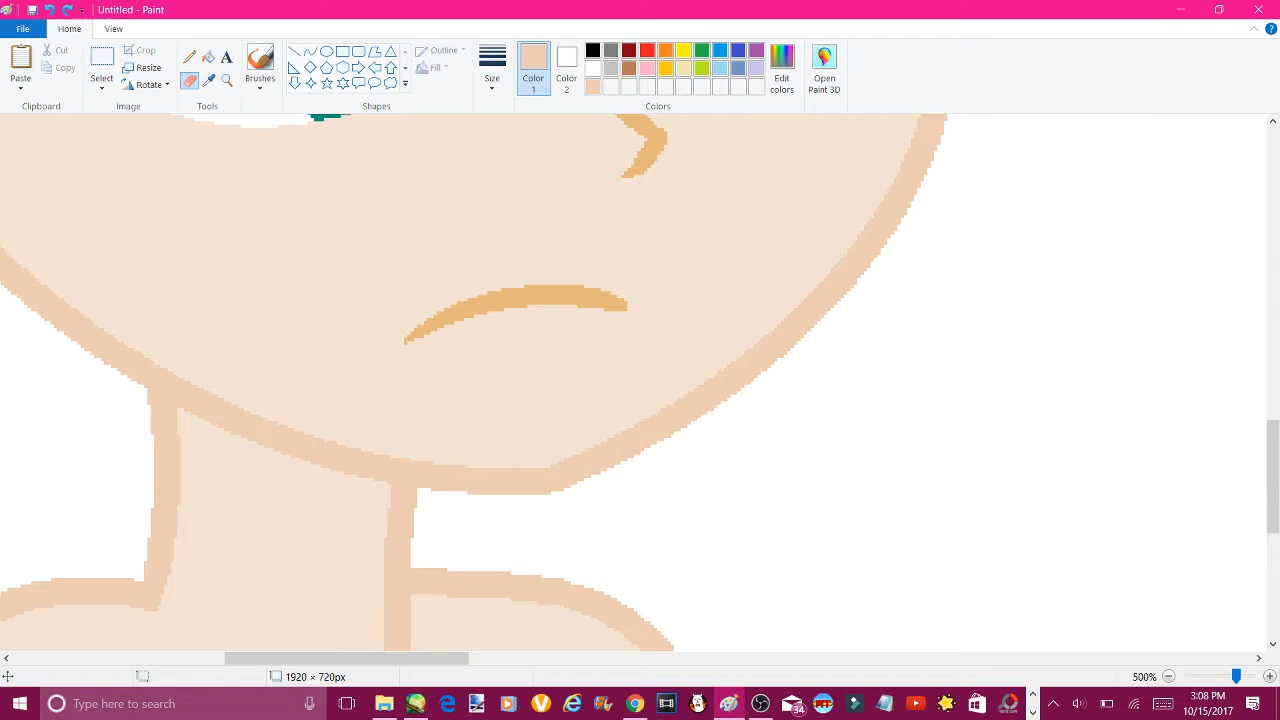 Untitled - Paint
File
Home
View
Paste
Cut
Copy
Clipboard
Select
Crop
Resize
Rotate
Image
A
Tools
Brushes
Outline
Fill
Shapes
Size
Color
1
Color
2
Edit
colors
Colors
Open
Paint 3D
1920 × 720px
500%
Type here to search
34
3:08 PM
10/15/2017